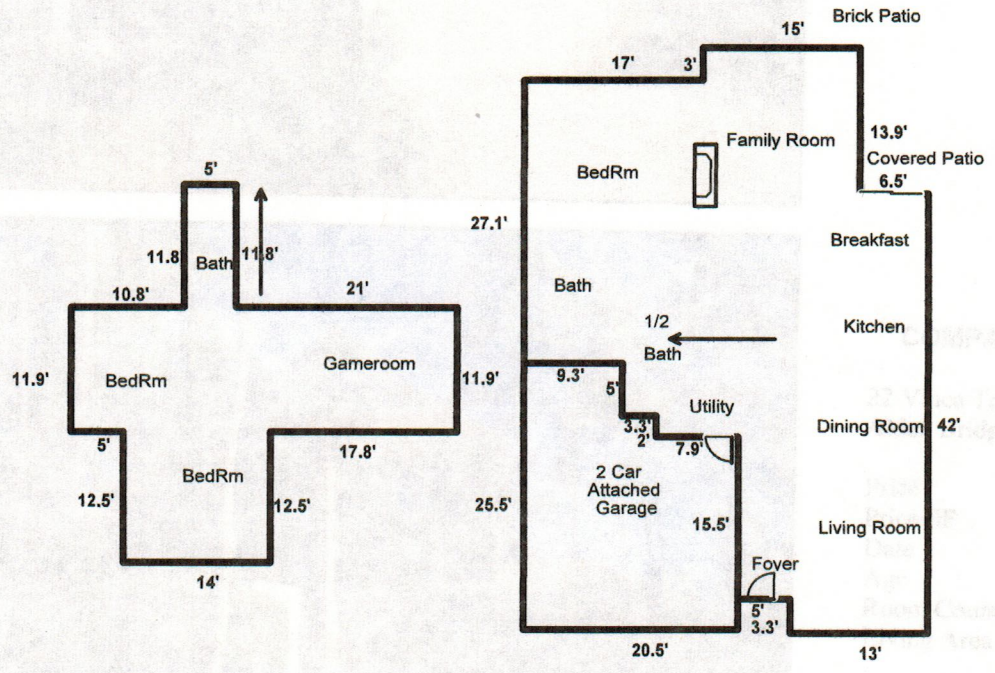 Brick Patio
15'
17'
3'
13.9'
Family Room
Covered Patio
6.5'
BedRm
5'
27.1'
11.8
Bath
11.8'
Breakfast
10.8'
21'
Bath
1/2
Bath
Kitchen
11.9'
BedRm
Gameroom
11.9'
9.3'
5'
Utility
5'
17.8'
3.3'
2'
7.9'
Dining Room
42'
BedRm
12.5'
12.5'
2 Car
Attached
Garage
25.5'
15.5'
Living Room
14'
Foyer
5'
3.3'
20.5'
13'